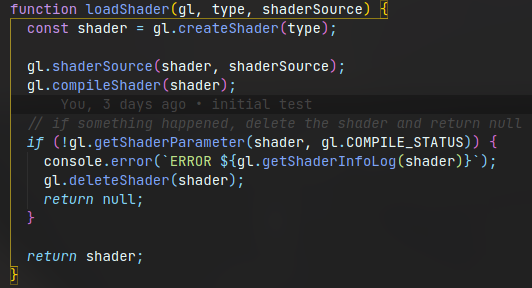 function loadShader(gl, type, shaderSource) {
const shader = gl.createShader(type);
gl.shaderSource(shader, shaderSource);
gl.compileShader(shader);
You, 3 days ago • initial test
// if something happened, delete the shader and return null
if (!gl.getShaderParameter(shader, gl.COMPILE_STATUS)) {
console.error(`ERROR ${gl.getShaderInfoLog(shader)}`);
gl.deleteShader(shader);
return null;
}
return shader;
}